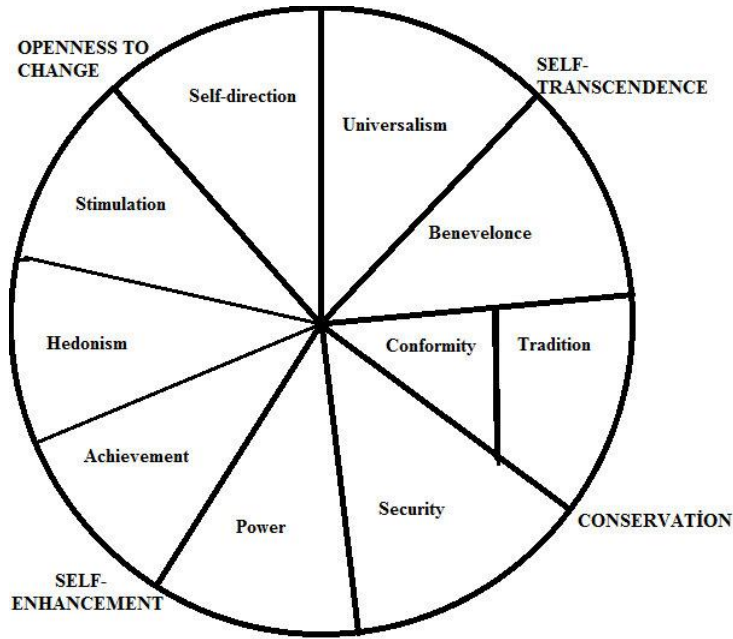 OPENNESS TO
CHANGE
SELF-
TRANSCENDENCE
Self-direction
Universalism
Stimulation
Benevelonce
Hedonism
Conformity
Tradition
Achievement
Power
Security
CONSERVATİON
SELF-
ENHANCEMENT